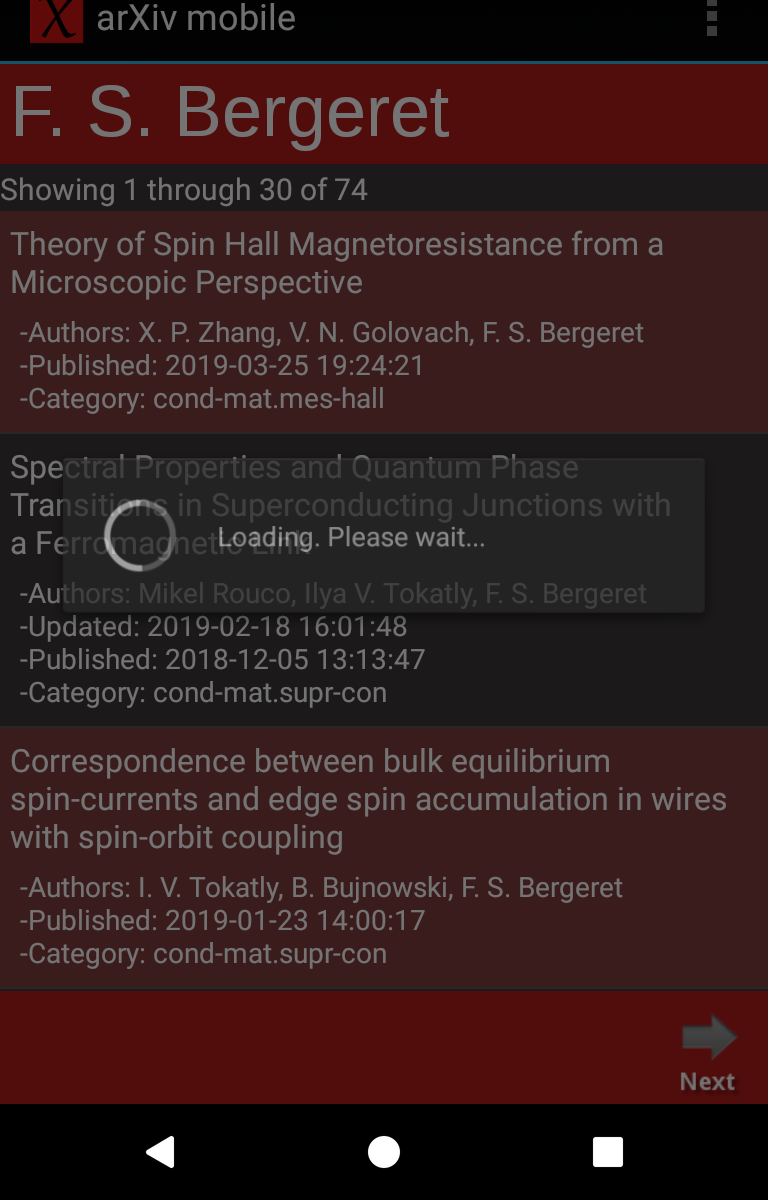 arXiv mobile
F. S. Bergeret
Showing 1 through 30 of 74
Theory of Spin Hall Magnetoresistance from a
Microscopic Perspective
-Authors: X. P. Zhang, V. N. Golovach, F. S. Bergeret
-Published: 2019-03-25 19:24:21
-Category: cond-mat.mes-hall
Spectral Properties and Quantum Phase
Transitions in Superconducting Junctions with
a Ferromagnetic Link
Loading. Please wait...
-Authors: Mikel Rouco, Ilya V. Tokatly, F. S. Bergeret
-Updated: 2019-02-18 16:01:48
-Published: 2018-12-05 13:13:47
-Category: cond-mat.supr-con
Correspondence between bulk equilibrium
spin-currents and edge spin accumulation in wires
with spin-orbit coupling
-Authors: I. V. Tokatly, B. Bujnowski, F. S. Bergeret
-Published: 2019-01-23 14:00:17
-Category: cond-mat.supr-con
Next